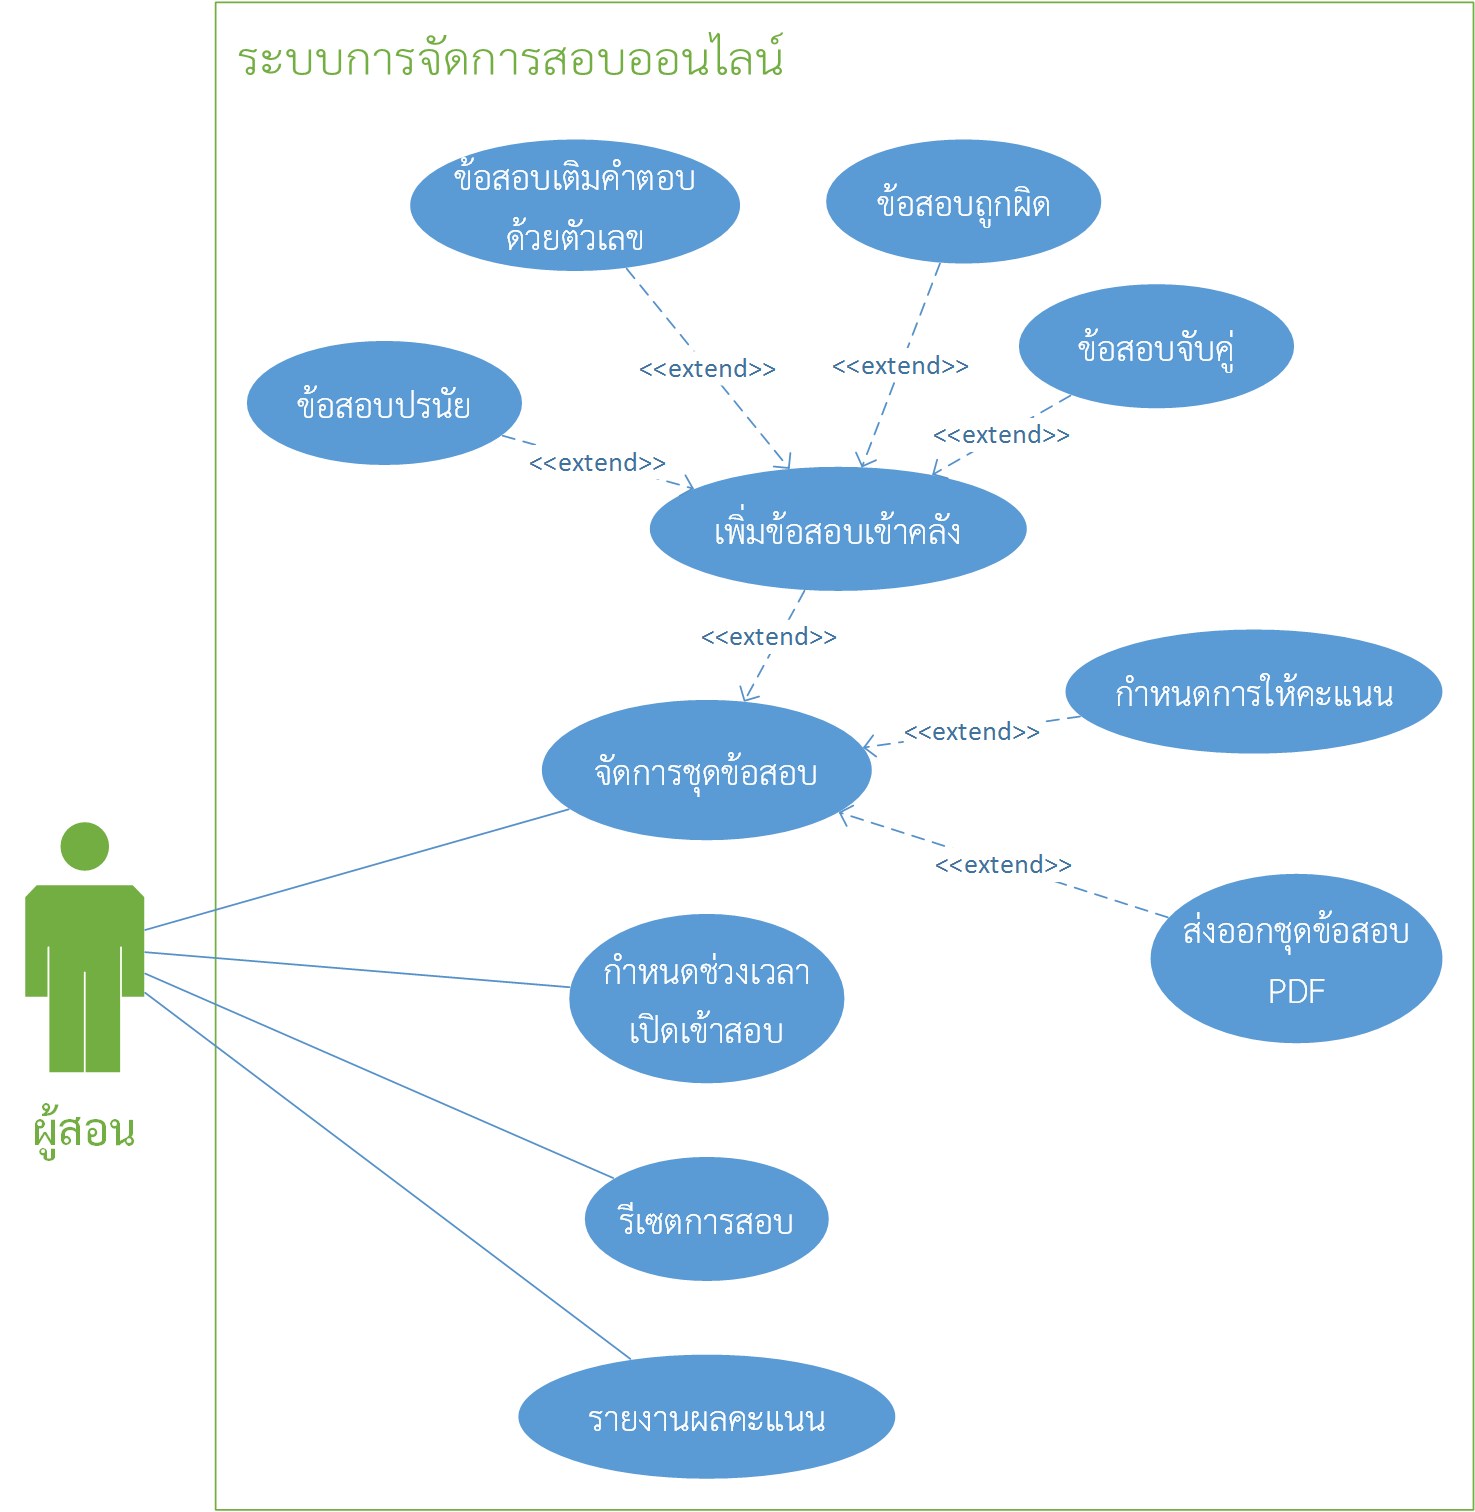 ระบบการจัดการสอบออนไลน์
ข้อสอบเติมคำตอบ
ด้วยตัวเลข
ข้อสอบถูกผิด
ข้อสอบจับคู่
<<extend>>
<<extend>>
ข้อสอบปรนัย
<<extend>>
<<extend>>
เพิ่มข้อสอบเข้าคลัง
<<extend>>
กำหนดการให้คะแนน
<<extend>>
จัดการชุดข้อสอบ
<<extend>>
ส่งออกชุดข้อสอบ
PDF
กำหนดช่วงเวลา
เปิดเข้าสอบ
ผู้สอน
รีเซตการสอบ
รายงานผลคะแนน